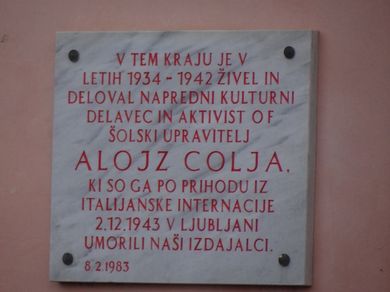 V TEM KRAJU JE V
LETIH 1934 - 1942 ŽIVEL IN
DELOVAL NAPREDNI KULTURNI
DELAVEC IN AKTIVIST OF
ŠOLSKI UPRAVITELJ
ALOJZ COLJA,
KI SO GA PO PRIHODU IZ
ITALIJANSKE INTERNACIJE
2.12.1943 V LJUBLJANI
UMORILI NAŠI IZDAJALCI.
8.2.1983